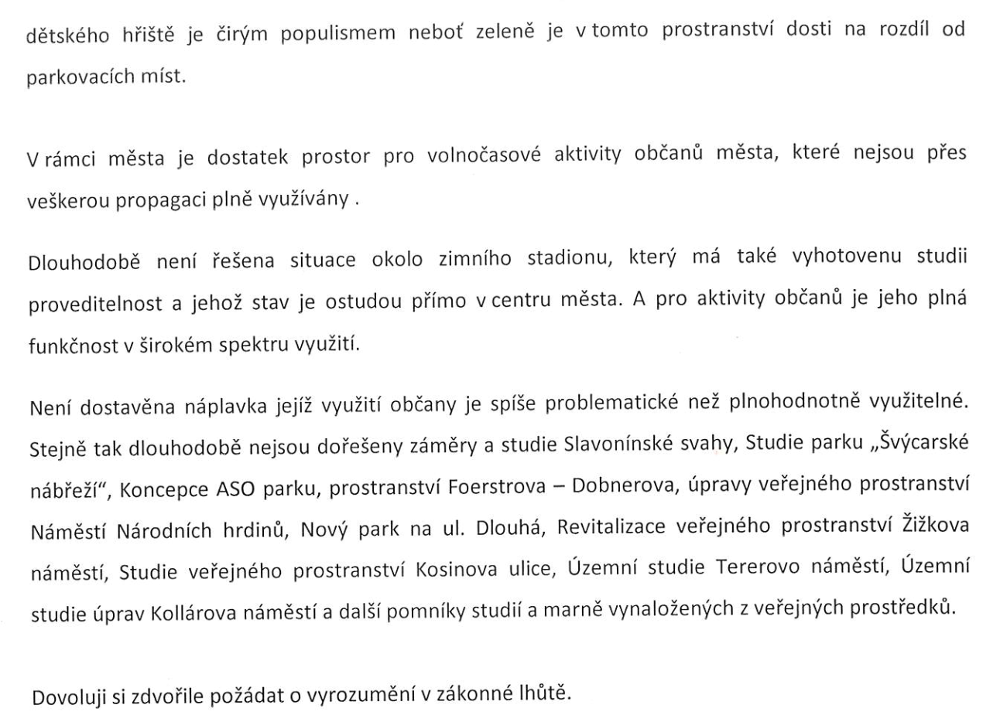 dětského hřiště je čirým populismem neboť zeleně je v tomto prostranství dosti na rozdíl od
parkovacích míst.
V rámci města je dostatek prostor pro volnočasové aktivity občanů města, které nejsou přes
veškerou propagaci plně využívány .
Dlouhodobě není řešena situace okolo zimního stadionu, který má také vyhotovenu studii
proveditelnost a jehož stav je ostudou přímo v centru města. A pro aktivity občanů je jeho plná
funkčnost v širokém spektru využití.
Není dostavěna náplavka jejíž využití občany je spíše problematické než plnohodnotně využitelné.
Stejně tak dlouhodobě nejsou dořešeny záměry a studie Slavonínské svahy, Studie parku „Švýcarské
nábřeží“, Koncepce ASO parku, prostranství Foerstrova – Dobnerova, úpravy veřejného prostranství
Náměstí Národních hrdinů, Nový park na ul. Dlouhá, Revitalizace veřejného prostranství Žižkova
náměstí, Studie veřejného prostranství Kosinova ulice, Územní studie Tererovo náměstí, Územní
studie úprav Kollárova náměstí a další pomníky studií a marně vynaložených z veřejných prostředků.
Dovoluji si zdvořile požádat o vyrozumění v zákonné lhůtě.